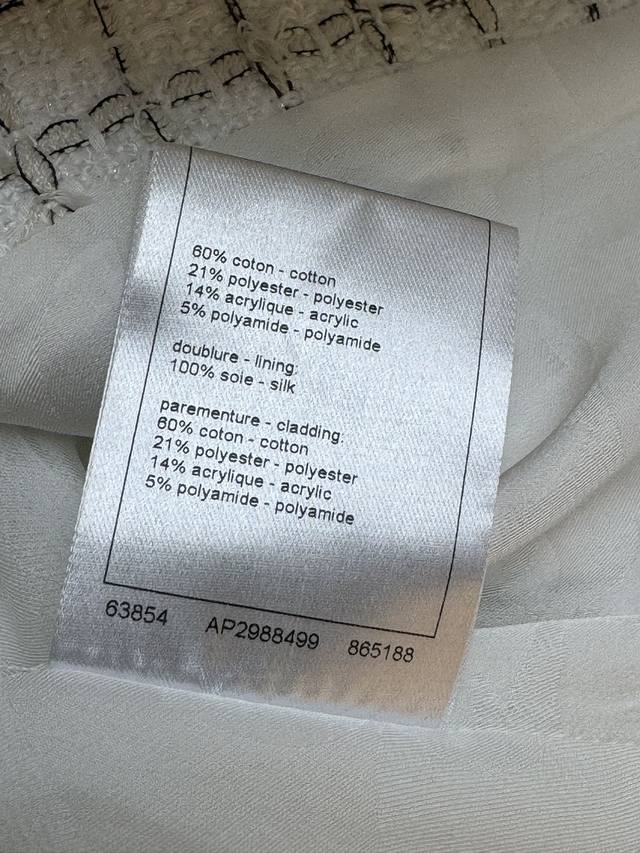 60% coton - cotton
21% polyester - polyester
14% acrylique - acrylic
5% polyamide - polyamide
doublure - lining:
100% soie - silk
parementure - cladding:
60% coton - cotton
21% polyester - polyester
14% acrylique - acrylic
5% polyamide - polyamide
63854 AP2988499 865188